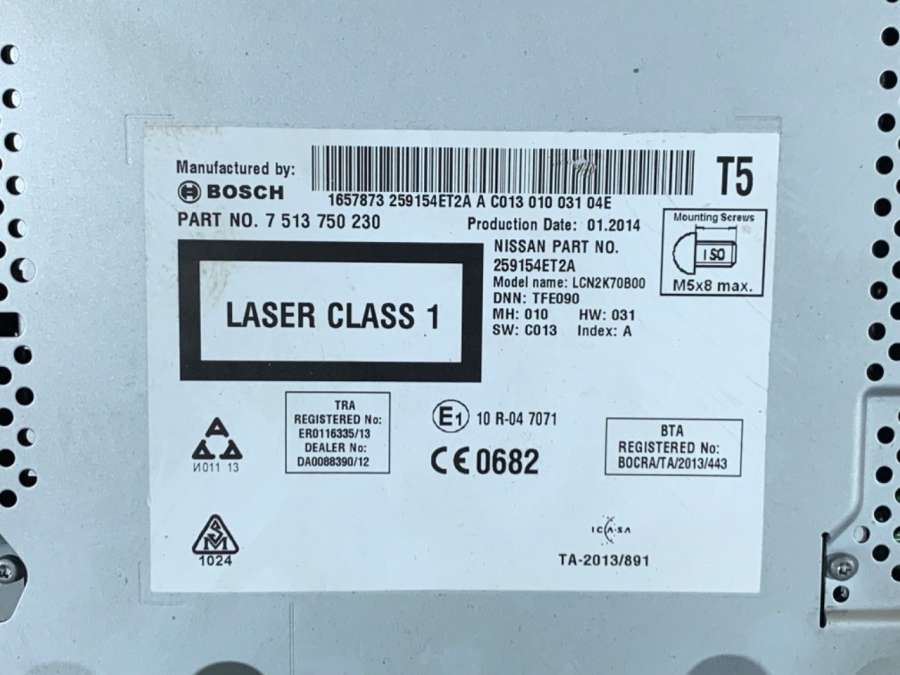 Manufactured by:
BOSCH
1657873 259154ET2A A C013 010 031 04E
T5
PART NO. 7 513 750 230
Production Date: 01.2014
NISSAN PART NO.
259154ET2A
Model name: LCN2K70B00
DNN: TFE090
MH: 010 HW: 031
SW: C013 Index: A
Mounting Screws
ISO
M5x8 max.
LASER CLASS 1
И011 13
TRA
REGISTERED No:
ER0116335/13
DEALER No:
DA0088390/12
E1 10 R-04 7071
CE0682
BTA
REGISTERED No:
BOCRA/TA/2013/443
1024
ICASA
TA-2013/891